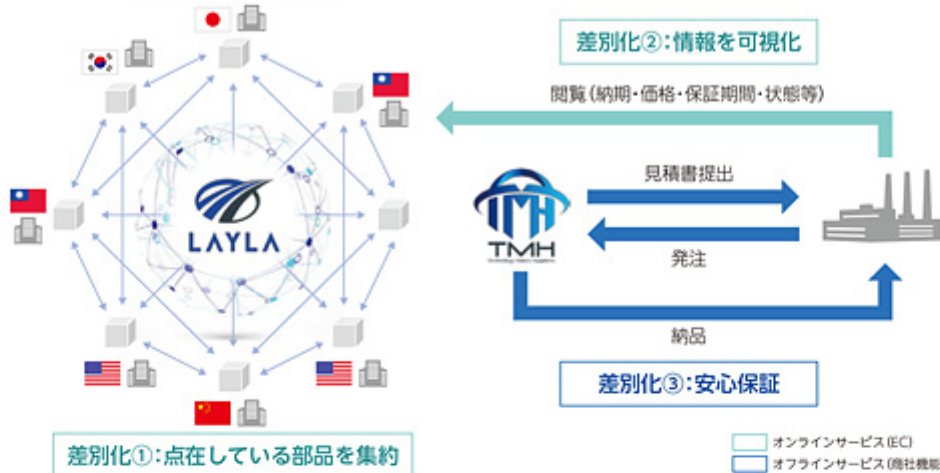 差別化②：情報を可視化
閲覧（納期・価格・保証期間・状態等）
見積書提出
TMH
LAYLA
TMH
発注
納品
差別化③：安心保証
差別化①：点在している部品を集約
オンラインサービス（EC）
オフラインサービス（商社機能